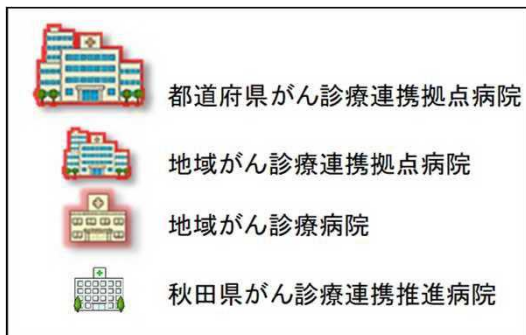 都道府県がん診療連携拠点病院
地域がん診療連携拠点病院
地域がん診療病院
秋田県がん診療連携推進病院